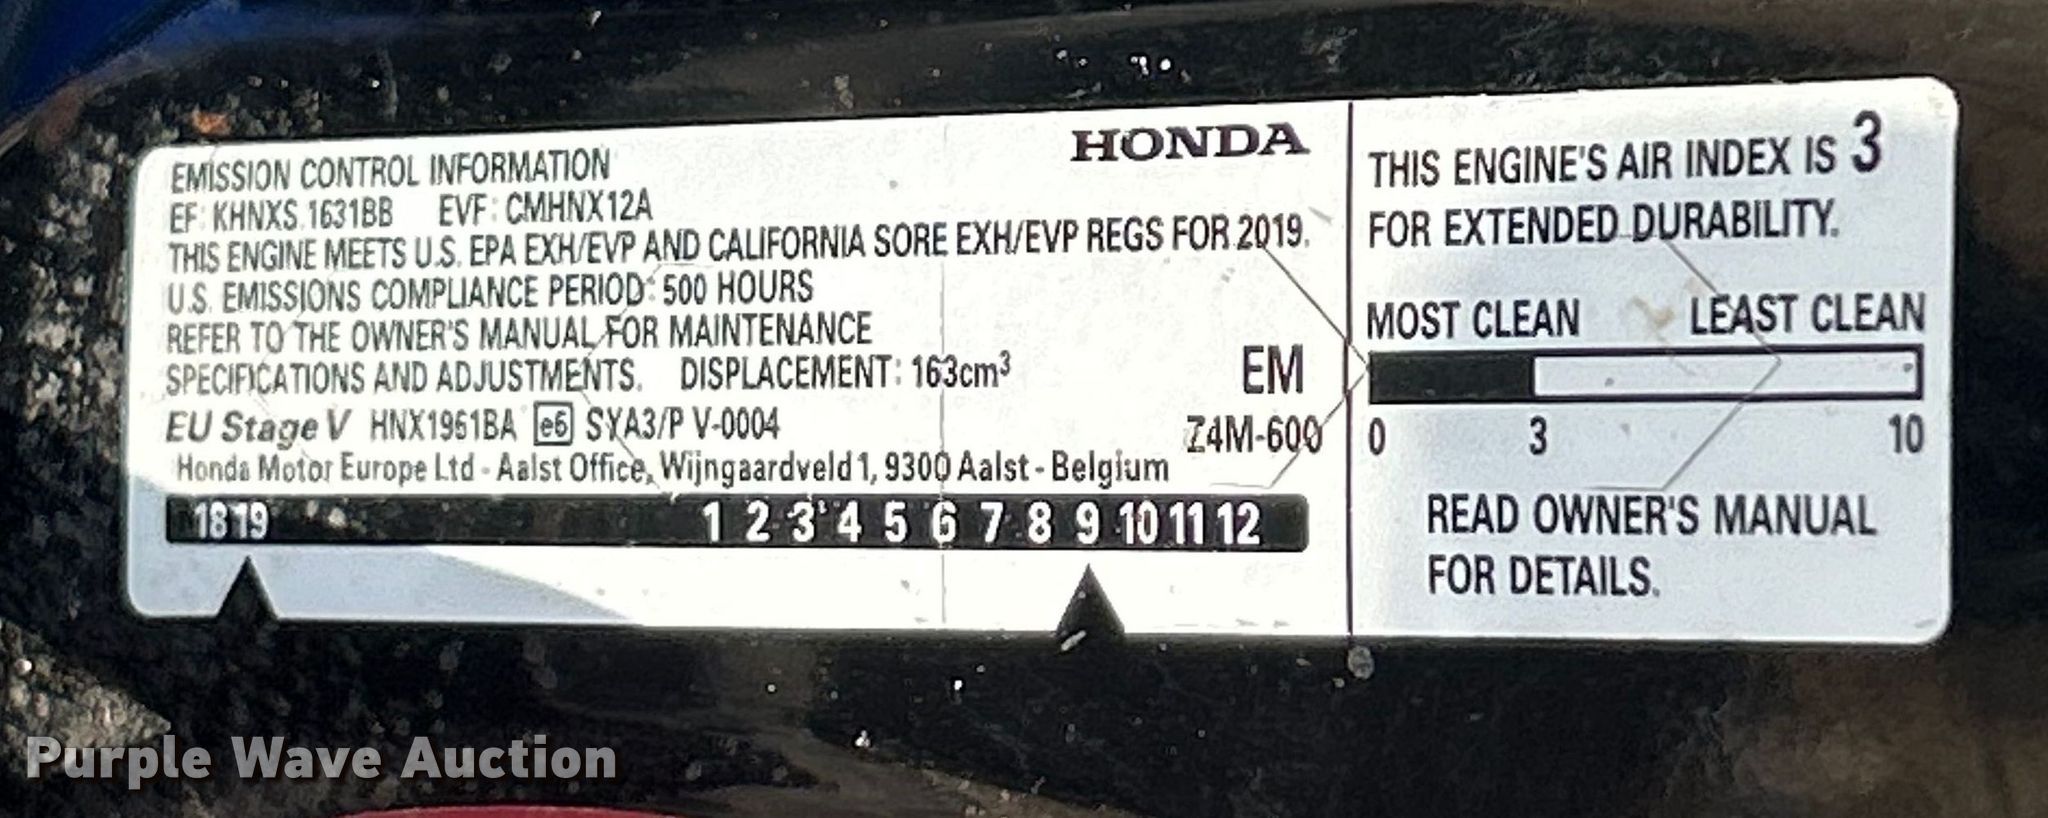 HONDA
EMISSION CONTROL INFORMATION
EF: KHNXS.1631BB EVF: CMHNX12A
THIS ENGINE MEETS U.S. EPA EXH/EVP AND CALIFORNIA SORE EXH/EVP REGS FOR 2019.
U.S. EMISSIONS COMPLIANCE PERIOD: 500 HOURS
REFER TO THE OWNER'S MANUAL FOR MAINTENANCE
SPECIFICATIONS AND ADJUSTMENTS. DISPLACEMENT: 163cm³
EM
EU Stage V HNX1961BA e6 SYA3/P V-0004
Z4M-600
Honda Motor Europe Ltd - Aalst Office, Wijngaardveld 1, 9300 Aalst - Belgium
18 19 1 2 3 4 5 6 7 8 9 10 11 12
THIS ENGINE'S AIR INDEX IS 3
FOR EXTENDED DURABILITY.
MOST CLEAN LEAST CLEAN
0 3 10
READ OWNER'S MANUAL
FOR DETAILS.
Purple Wave Auction